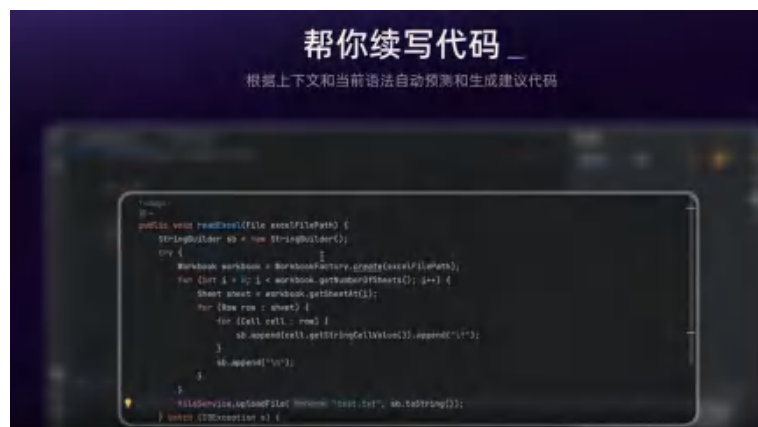 帮你续写代码_
根据上下文和当前语法自动预测和生成建议代码
public void readExcel(File excelFilePath) {
StringBuilder sb = new StringBuilder();
try {
Workbook workbook = WorkbookFactory.create(excelFilePath);
for (int i = 0; i < workbook.getNumberOfSheets(); i++) {
Sheet sheet = workbook.getSheetAt(i);
for (Row row : sheet) {
for (Cell cell : row) {
sb.append(cell.getStringCellValue()).append("\t");
}
sb.append("\n");
}
}
FileService.uploadFile( "test.txt", sb.toString());
} catch (IOException e) {